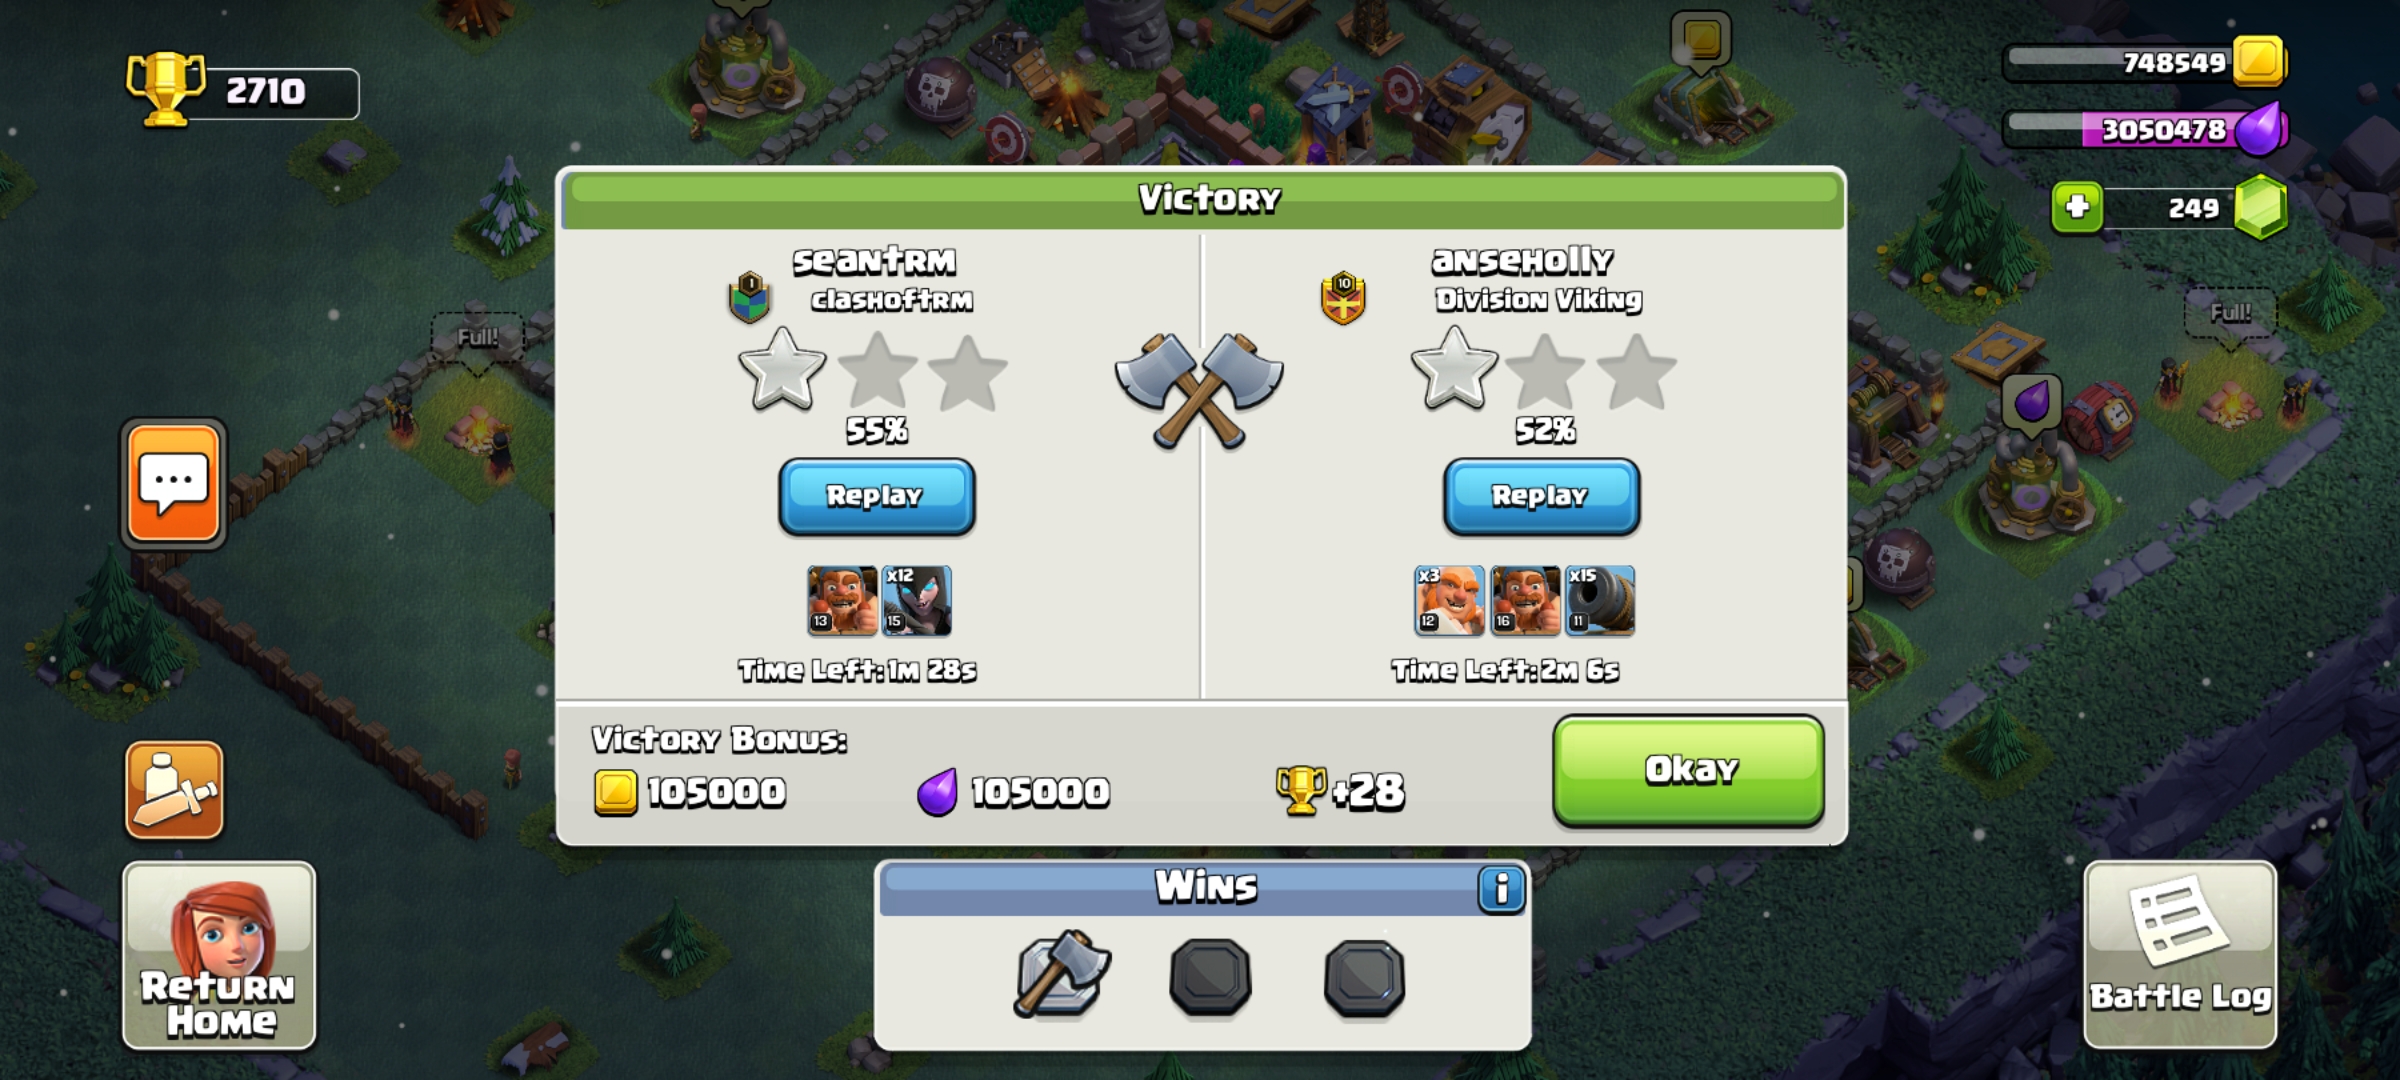 2710
748549
3050478
249
Victory
seantrm
clashoftrm
1
55%
Replay
x12
13
15
Time Left:1m 28s
anseholly
Division Viking
10
52%
Replay
x3
x15
12
16
11
Time Left:2m 6s
Full!
Full!
Victory Bonus:
105000
105000
+28
Okay
Wins
i
Return
Home
Battle Log